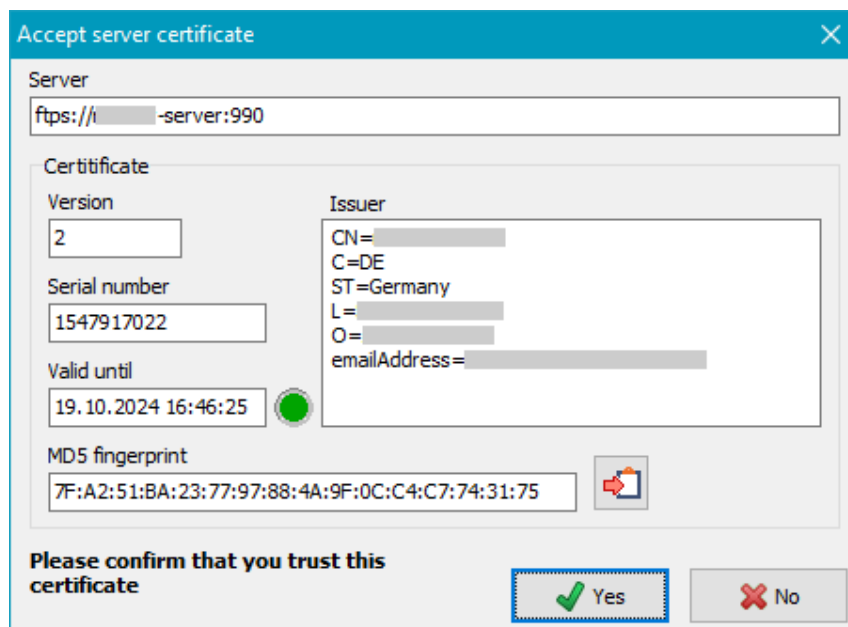 Accept server certificate
Server
ftps:// -server:990
Certitificate
Version
2
Issuer
CN=
C=DE
ST=Germany
L=
O=
emailAddress=
Serial number
1547917022
Valid until
19.10.2024 16:46:25
MD5 fingerprint
7F:A2:51:BA:23:77:97:88:4A:9F:0C:C4:C7:74:31:75
Please confirm that you trust this
certificate
Yes
No